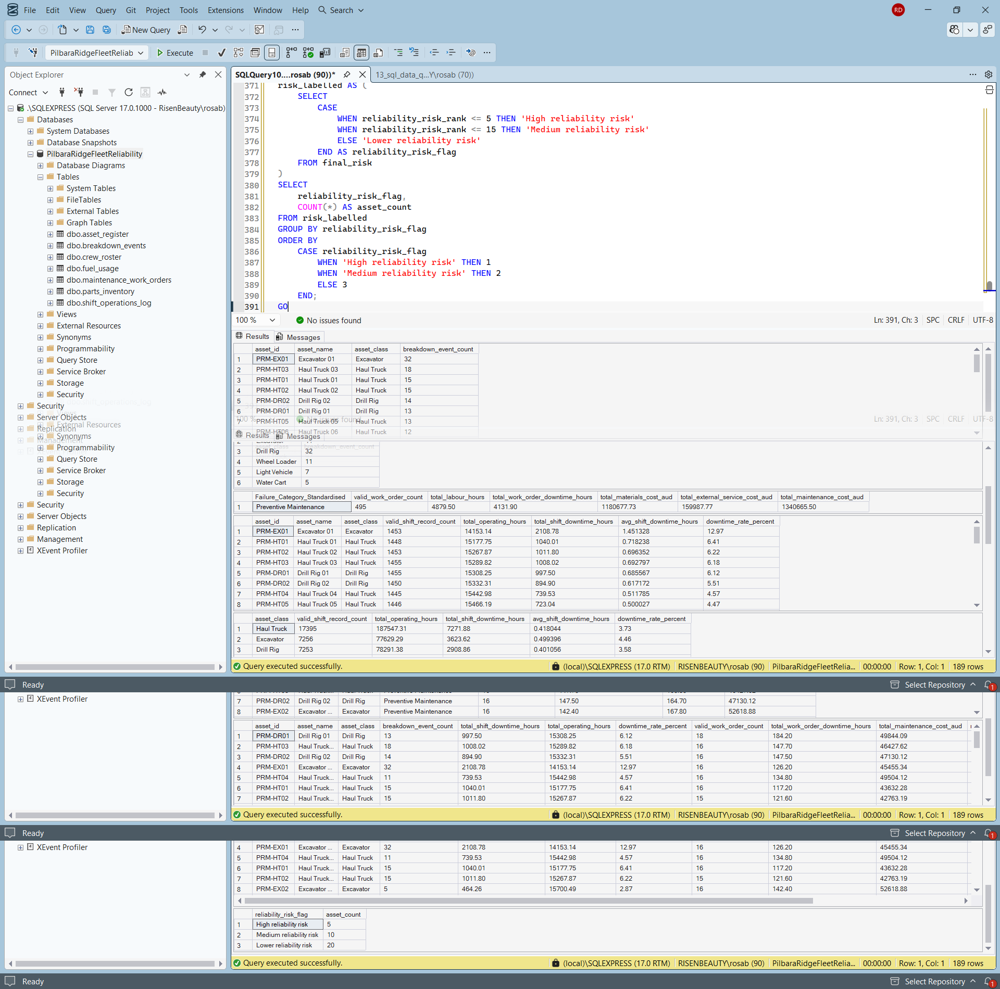 File Edit View Query Git Project Tools Extensions Window Help Search RD
New Query
PilbaraRidgeFleetReliab Execute
Object Explorer
Connect
.\SQLEXPRESS (SQL Server 17.0.1000 - RisenBeauty\rosab)
Databases
System Databases
Database Snapshots
PilbaraRidgeFleetReliability
Database Diagrams
Tables
System Tables
FileTables
External Tables
Graph Tables
dbo.asset_register
dbo.breakdown_events
dbo.crew_roster
dbo.fuel_usage
dbo.maintenance_work_orders
dbo.parts_inventory
dbo.shift_operations_log
Views
External Resources
Synonyms
Programmability
Query Store
Service Broker
Storage
Security
Security
Server Objects
External Resources
Replication
Synonyms
Management
Programmability
Query Store
Service Broker
Storage
Security
Security
Server Objects
Replication
Management
XEvent Profiler
SQLQuery10....rosab (90))* 13_sql_data_q...Y\rosab (70))
371 risk_labelled AS (
372 SELECT
373 CASE
374 WHEN reliability_risk_rank <= 5 THEN 'High reliability risk'
375 WHEN reliability_risk_rank <= 15 THEN 'Medium reliability risk'
376 ELSE 'Lower reliability risk'
377 END AS reliability_risk_flag
378 FROM final_risk
379 )
380 SELECT
381 reliability_risk_flag,
382 COUNT(*) AS asset_count
383 FROM risk_labelled
384 GROUP BY reliability_risk_flag
385 ORDER BY
386 CASE reliability_risk_flag
387 WHEN 'High reliability risk' THEN 1
388 WHEN 'Medium reliability risk' THEN 2
389 ELSE 3
390 END;
391 GO
100 % No issues found Ln: 391, Ch: 3 SPC CRLF UTF-8
Results Messages
asset_id asset_name asset_class breakdown_event_count
1 PRM-EX01 Excavator 01 Excavator 32
2 PRM-HT03 Haul Truck 03 Haul Truck 18
3 PRM-HT01 Haul Truck 01 Haul Truck 15
4 PRM-HT02 Haul Truck 02 Haul Truck 15
5 PRM-DR02 Drill Rig 02 Drill Rig 14
6 PRM-DR01 Drill Rig 01 Drill Rig 13
7 PRM-HT05 Haul Truck 05 Haul Truck 13
100 % No issues found Ln: 391, Ch: 3 SPC CRLF UTF-8
PRM-HT06 Haul Truck 06 Haul Truck 12
Results Messages
asset_class breakdown_event_count
3 Drill Rig 32
4 Wheel Loader 11
5 Light Vehicle 7
6 Water Cart 5
Failure_Category_Standardised valid_work_order_count total_labour_hours total_work_order_downtime_hours total_materials_cost_aud total_external_service_cost_aud total_maintenance_cost_aud
1 Preventive Maintenance 495 4879.50 4131.90 1180677.73 159987.77 1340665.50
asset_id asset_name asset_class valid_shift_record_count total_operating_hours total_shift_downtime_hours avg_shift_downtime_hours downtime_rate_percent
1 PRM-EX01 Excavator 01 Excavator 1453 14153.14 2108.78 1.451328 12.97
2 PRM-HT01 Haul Truck 01 Haul Truck 1448 15177.75 1040.01 0.718238 6.41
3 PRM-HT02 Haul Truck 02 Haul Truck 1453 15267.87 1011.80 0.696352 6.22
4 PRM-HT03 Haul Truck 03 Haul Truck 1455 15289.82 1008.02 0.692797 6.18
5 PRM-DR01 Drill Rig 01 Drill Rig 1455 15308.25 997.50 0.685567 6.12
6 PRM-DR02 Drill Rig 02 Drill Rig 1450 15332.31 894.90 0.617172 5.51
7 PRM-HT04 Haul Truck 04 Haul Truck 1445 15442.98 739.53 0.511785 4.57
8 PRM-HT05 Haul Truck 05 Haul Truck 1446 15466.19 723.04 0.500027 4.47
asset_class valid_shift_record_count total_operating_hours total_shift_downtime_hours avg_shift_downtime_hours downtime_rate_percent
1 Haul Truck 17395 187547.31 7271.88 0.418044 3.73
2 Excavator 7256 77629.29 3623.62 0.499396 4.46
3 Drill Rig 7253 78291.38 2908.86 0.401056 3.58
Query executed successfully. (local)\SQLEXPRESS (17.0 RTM) RISENBEAUTY\rosab (90) PilbaraRidgeFleetRelia... 00:00:00 Row: 1, Col: 1 189 rows
Ready Select Repository 1
XEvent Profiler
7 PRM-DR02 Drill Rig 02 Drill Rig Preventive Maintenance 16 147.50 164.70 47130.12
8 PRM-EX02 Excavator ... Excavator Preventive Maintenance 16 142.40 167.80 52618.88
asset_id asset_name asset_class breakdown_event_count total_shift_downtime_hours total_operating_hours downtime_rate_percent valid_work_order_count total_work_order_downtime_hours total_maintenance_cost_aud
1 PRM-DR01 Drill Rig 01 Drill Rig 13 997.50 15308.25 6.12 18 184.20 49844.09
2 PRM-HT03 Haul Truck... Haul Truck 18 1008.02 15289.82 6.18 16 147.70 46427.62
3 PRM-DR02 Drill Rig 02 Drill Rig 14 894.90 15332.31 5.51 16 147.50 47130.12
4 PRM-EX01 Excavator ... Excavator 32 2108.78 14153.14 12.97 16 126.20 45455.34
5 PRM-HT04 Haul Truck... Haul Truck 11 739.53 15442.98 4.57 16 134.80 49504.12
6 PRM-HT01 Haul Truck... Haul Truck 15 1040.01 15177.75 6.41 16 117.20 43632.28
7 PRM-HT02 Haul Truck... Haul Truck 15 1011.80 15267.87 6.22 15 121.60 42763.19
Query executed successfully. (local)\SQLEXPRESS (17.0 RTM) RISENBEAUTY\rosab (90) PilbaraRidgeFleetRelia... 00:00:00 Row: 1, Col: 1 189 rows
Ready Select Repository 1
XEvent Profiler
4 PRM-EX01 Excavator ... Excavator 32 2108.78 14153.14 12.97 16 126.20 45455.34
5 PRM-HT04 Haul Truck... Haul Truck 11 739.53 15442.98 4.57 16 134.80 49504.12
6 PRM-HT01 Haul Truck... Haul Truck 15 1040.01 15177.75 6.41 16 117.20 43632.28
7 PRM-HT02 Haul Truck... Haul Truck 15 1011.80 15267.87 6.22 15 121.60 42763.19
8 PRM-EX02 Excavator ... Excavator 5 464.26 15700.49 2.87 16 142.40 52618.88
reliability_risk_flag asset_count
1 High reliability risk 5
2 Medium reliability risk 10
3 Lower reliability risk 20
Query executed successfully. (local)\SQLEXPRESS (17.0 RTM) RISENBEAUTY\rosab (90) PilbaraRidgeFleetRelia... 00:00:00 Row: 1, Col: 1 189 rows
Ready Select Repository 1